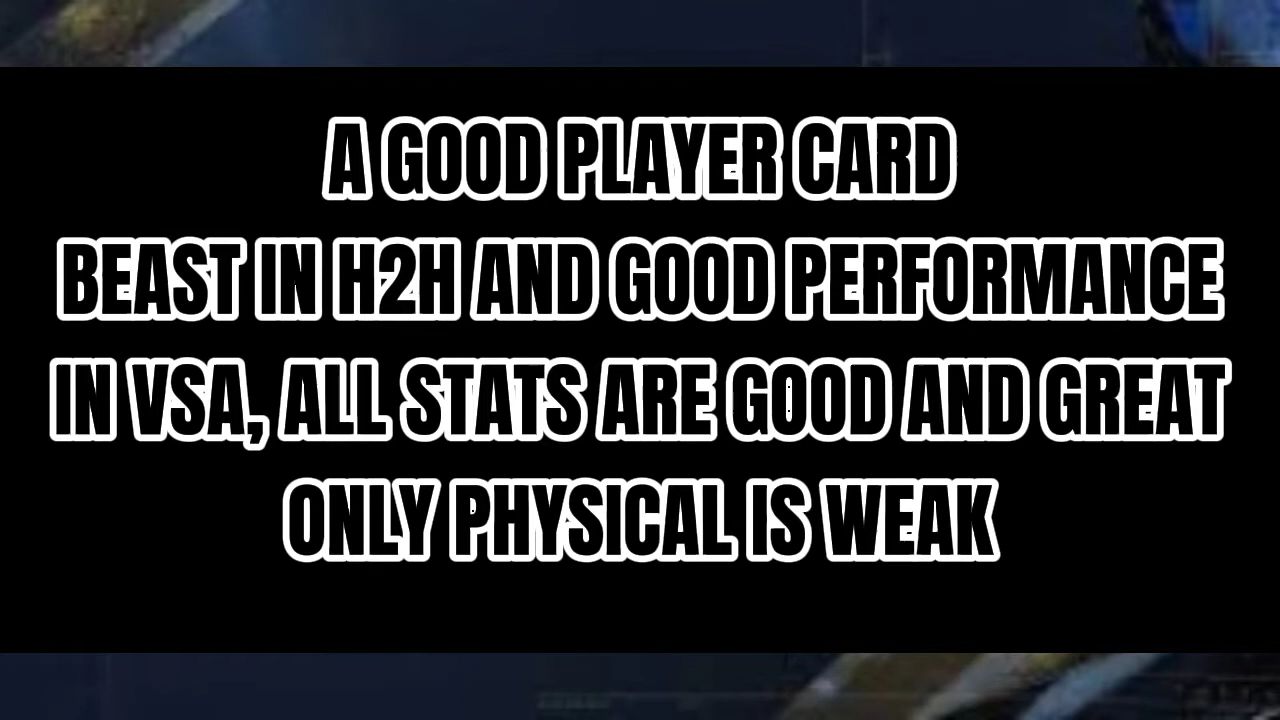 A GOOD PLAYER CARD
BEAST IN H2H AND GOOD PERFORMANCE
IN VSA, ALL STATS ARE GOOD AND GREAT
ONLY PHYSICAL IS WEAK